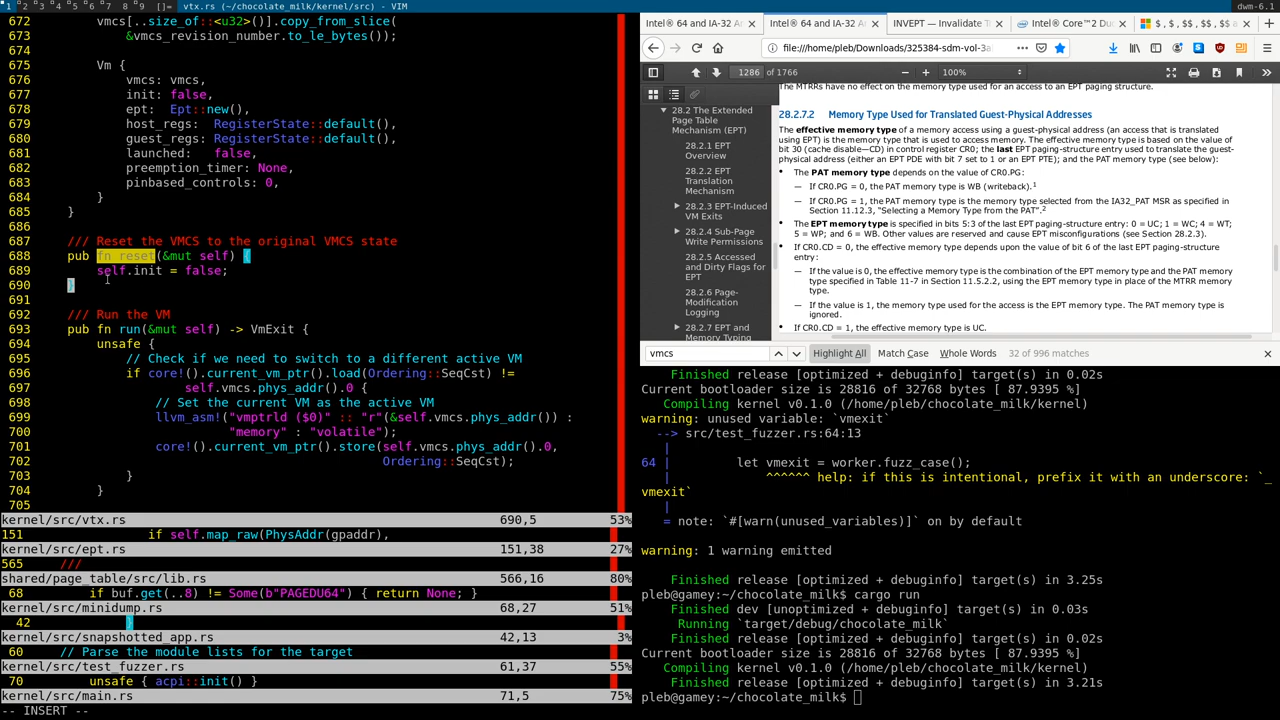 1 2 3 4 5 6 7 8 9 []= vtx.rs (~/chocolate_milk/kernel/src) - VIM
dwm-6.1
672 vmcs[..size_of::<u32>()].copy_from_slice(
673 &vmcs_revision_number.to_le_bytes());
674
675 Vm {
676 vmcs: vmcs,
677 init: false,
678 ept: Ept::new(),
679 host_regs: RegisterState::default(),
680 guest_regs: RegisterState::default(),
681 launched: false,
682 preemption_timer: None,
683 pinbased_controls: 0,
684 }
685 }
686
687 /// Reset the VMCS to the original VMCS state
688 pub fn reset(&mut self) {
689 self.init = false;
690 }
691
692 /// Run the VM
693 pub fn run(&mut self) -> VmExit {
694 unsafe {
695 // Check if we need to switch to a different active VM
696 if core!().current_vm_ptr().load(Ordering::SeqCst) !=
697 self.vmcs.phys_addr().0 {
698 // Set the current VM as the active VM
699 llvm_asm!("vmptrld ($0)" :: "r"(&self.vmcs.phys_addr()) :
700 "memory" : "volatile");
701 core!().current_vm_ptr().store(self.vmcs.phys_addr().0,
702 Ordering::SeqCst);
703 }
704 }
705
kernel/src/vtx.rs 690,5 53%
151 if self.map_raw(PhysAddr(gpaddr),
kernel/src/ept.rs 151,38 27%
565 ///
shared/page_table/src/lib.rs 566,16 80%
68 if buf.get(..8) != Some(b"PAGEDU64") { return None; }
kernel/src/minidump.rs 68,27 51%
42 }
kernel/src/snapshotted_app.rs 42,13 3%
60 // Parse the module lists for the target
kernel/src/test_fuzzer.rs 61,37 55%
70 unsafe { acpi::init() }
kernel/src/main.rs 71,5 75%
-- INSERT --
Intel® 64 and IA-32 A
Intel® 64 and IA-32 A
INVEPT — Invalidate T
Intel® Core™2 Du
$ , $ , $$ , $$ , $$
file:///home/pleb/Downloads/325384-sdm-vol-3a
1286 of 1766
100%
28.2 The Extended
Page Table
Mechanism (EPT)
28.2.1 EPT
Overview
28.2.2 EPT
Translation
Mechanism
28.2.3 EPT-Induced
VM Exits
28.2.4 Sub-Page
Write Permissions
28.2.5 Accessed
and Dirty Flags for
EPT
28.2.6 Page-
Modification
Logging
28.2.7 EPT and
Memory Typing
The MTRRs have no effect on the memory type used for an access to an EPT paging structure.
28.2.7.2 Memory Type Used for Translated Guest-Physical Addresses
The effective memory type of a memory access using a guest-physical address (an access that is translated
using EPT) is the memory type that is used to access memory. The effective memory type is based on the value of
bit 30 (cache disable—CD) in control register CR0; the last EPT paging-structure entry used to translate the guest-
physical address (either an EPT PDE with bit 7 set to 1 or an EPT PTE); and the PAT memory type (see below):
• The PAT memory type depends on the value of CR0.PG:
— If CR0.PG = 0, the PAT memory type is WB (writeback).1
— If CR0.PG = 1, the PAT memory type is the memory type selected from the IA32_PAT MSR as specified in
Section 11.12.3, “Selecting a Memory Type from the PAT”.2
• The EPT memory type is specified in bits 5:3 of the last EPT paging-structure entry: 0 = UC; 1 = WC; 4 = WT;
5 = WP; and 6 = WB. Other values are reserved and cause EPT misconfigurations (see Section 28.2.3).
• If CR0.CD = 0, the effective memory type depends upon the value of bit 6 of the last EPT paging-structure
entry:
— If the value is 0, the effective memory type is the combination of the EPT memory type and the PAT memory
type specified in Table 11-7 in Section 11.5.2.2, using the EPT memory type in place of the MTRR memory
type.
— If the value is 1, the memory type used for the access is the EPT memory type. The PAT memory type is
ignored.
• If CR0.CD = 1, the effective memory type is UC.
vmcs
Highlight All Match Case Whole Words 32 of 996 matches
Finished release [optimized + debuginfo] target(s) in 0.02s
Current bootloader size is 28816 of 32768 bytes [ 87.9395 %]
Compiling kernel v0.1.0 (/home/pleb/chocolate_milk/kernel)
warning: unused variable: `vmexit`
--> src/test_fuzzer.rs:64:13
|
64 | let vmexit = worker.fuzz_case();
| ^^^^^^ help: if this is intentional, prefix it with an underscore: `_
vmexit`
|
= note: `#[warn(unused_variables)]` on by default
warning: 1 warning emitted
Finished release [optimized + debuginfo] target(s) in 3.25s
pleb@gamey:~/chocolate_milk$ cargo run
Finished dev [unoptimized + debuginfo] target(s) in 0.03s
Running `target/debug/chocolate_milk`
Finished release [optimized + debuginfo] target(s) in 0.02s
Current bootloader size is 28816 of 32768 bytes [ 87.9395 %]
Compiling kernel v0.1.0 (/home/pleb/chocolate_milk/kernel)
Finished release [optimized + debuginfo] target(s) in 3.21s
pleb@gamey:~/chocolate_milk$